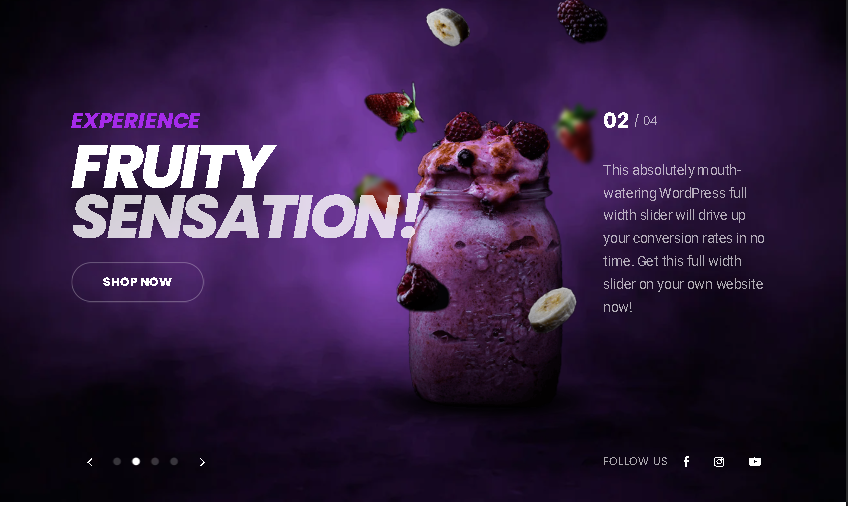 EXPERIENCE
FRUITY
SENSATION!
SHOP NOW
02 / 04
This absolutely mouth-
watering WordPress full
width slider will drive up
your conversion rates in no
time. Get this full width
slider on your own website
now!
FOLLOW US